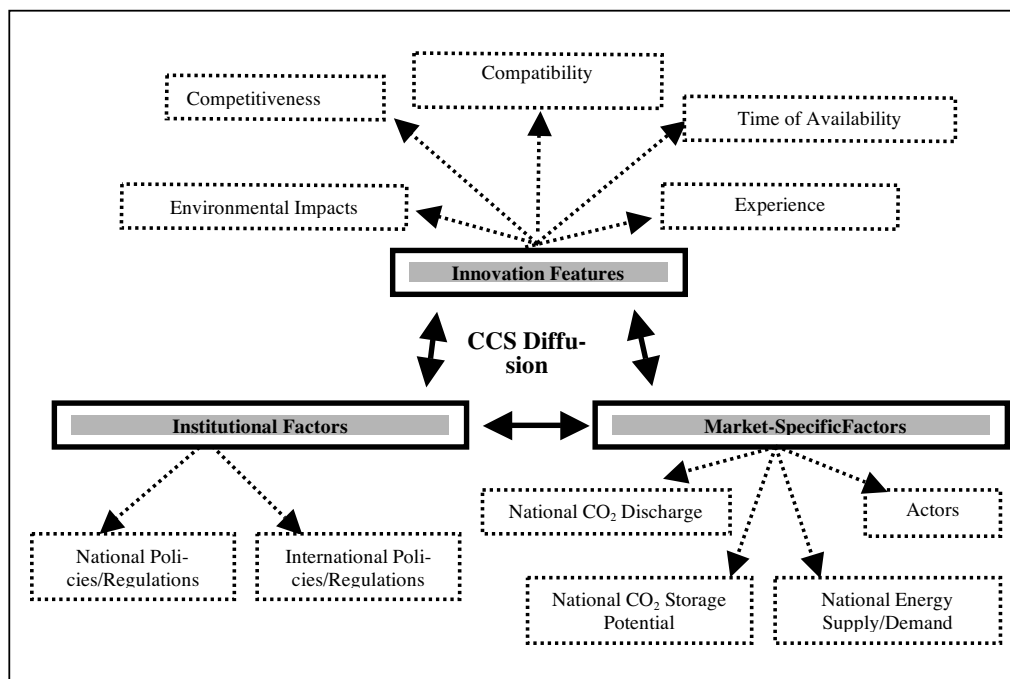 Compatibility
Competitiveness
Time of Availability
Environmental Impacts
Experience
Innovation Features
CCS Diffu-
sion
Institutional Factors
Market-SpecificFactors
National CO₂ Discharge
Actors
National Poli-
cies/Regulations
International Poli-
cies/Regulations
National CO₂ Storage
Potential
National Energy
Supply/Demand